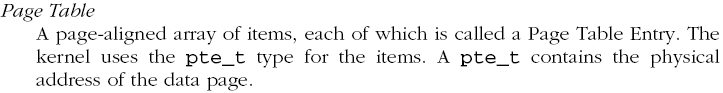 Page Table
A page-aligned array of items, each of which is called a Page Table Entry. The
kernel uses the pte_t type for the items. A pte_t contains the physical
address of the data page.